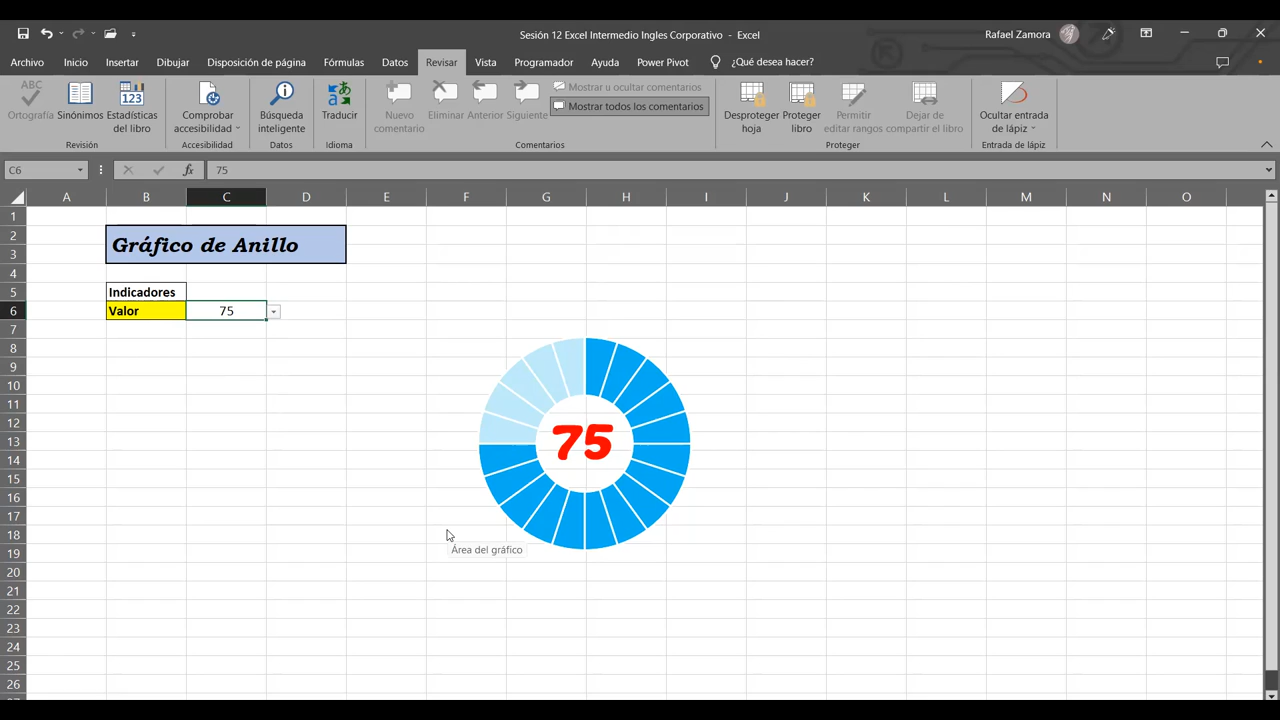 Sesión 12 Excel Intermedio Ingles Corporativo - Excel
Rafael Zamora
Archivo Inicio Insertar Dibujar Disposición de página Fórmulas Datos Revisar Vista Programador Ayuda Power Pivot ¿Qué desea hacer?
ABC
Ortografía
Sinónimos
123
Estadísticas
del libro
Comprobar
accesibilidad
Búsqueda
inteligente
Traducir
Nuevo
comentario
Eliminar
Anterior
Siguiente
Mostrar u ocultar comentarios
Mostrar todos los comentarios
Desproteger
hoja
Proteger
libro
Permitir
editar rangos
Dejar de
compartir el libro
Ocultar entrada
de lápiz
Revisión Accesibilidad Datos Idioma Comentarios Proteger Entrada de lápiz
C6 fx 75
A B C D E F G H I J K L M N O
1
2
3
4
5
6
7
8
9
10
11
12
13
14
15
16
17
18
19
20
21
22
23
24
25
26
Gráfico de Anillo
Indicadores
Valor 75
75
Área del gráfico